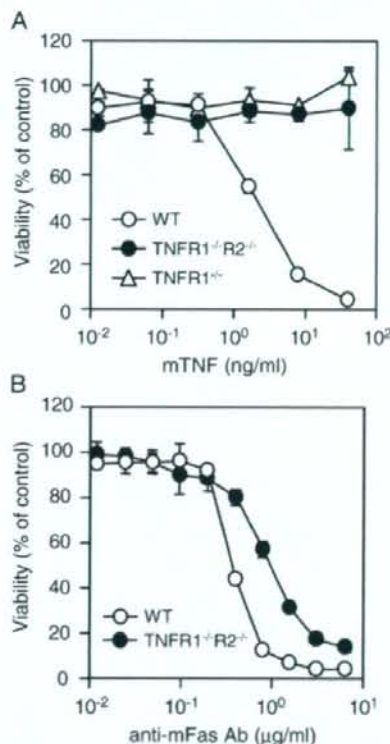 A
Viability (% of control)
120
100
80
60
40
20
0
WT
TNFR1⁻/⁻R2⁻/⁻
TNFR1⁻/⁻
10⁻² 10⁻¹ 10⁰ 10¹ 10²
mTNF (ng/ml)
B
Viability (% of control)
120
100
80
60
40
20
0
WT
TNFR1⁻/⁻R2⁻/⁻
10⁻² 10⁻¹ 10⁰ 10¹
anti-mFas Ab (µg/ml)